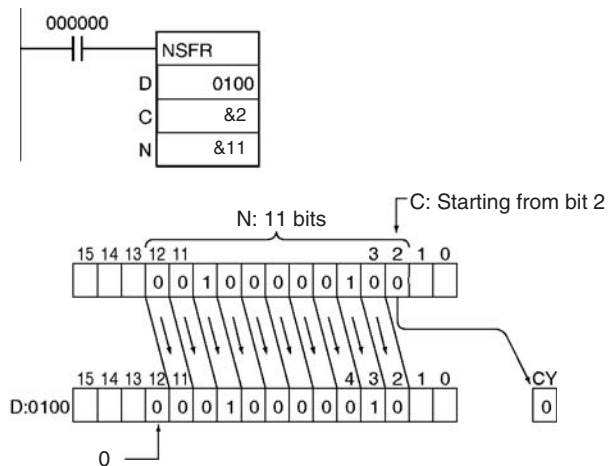 000000
NSFR
D 0100
C &2
N &11
C: Starting from bit 2
N: 11 bits
15 14 13 12 11 3 2 1 0
0 0 1 0 0 0 0 0 1 0 0
15 14 13 12 11 4 3 2 1 0 CY
D:0100 0 0 0 1 0 0 0 0 0 1 0 0
0